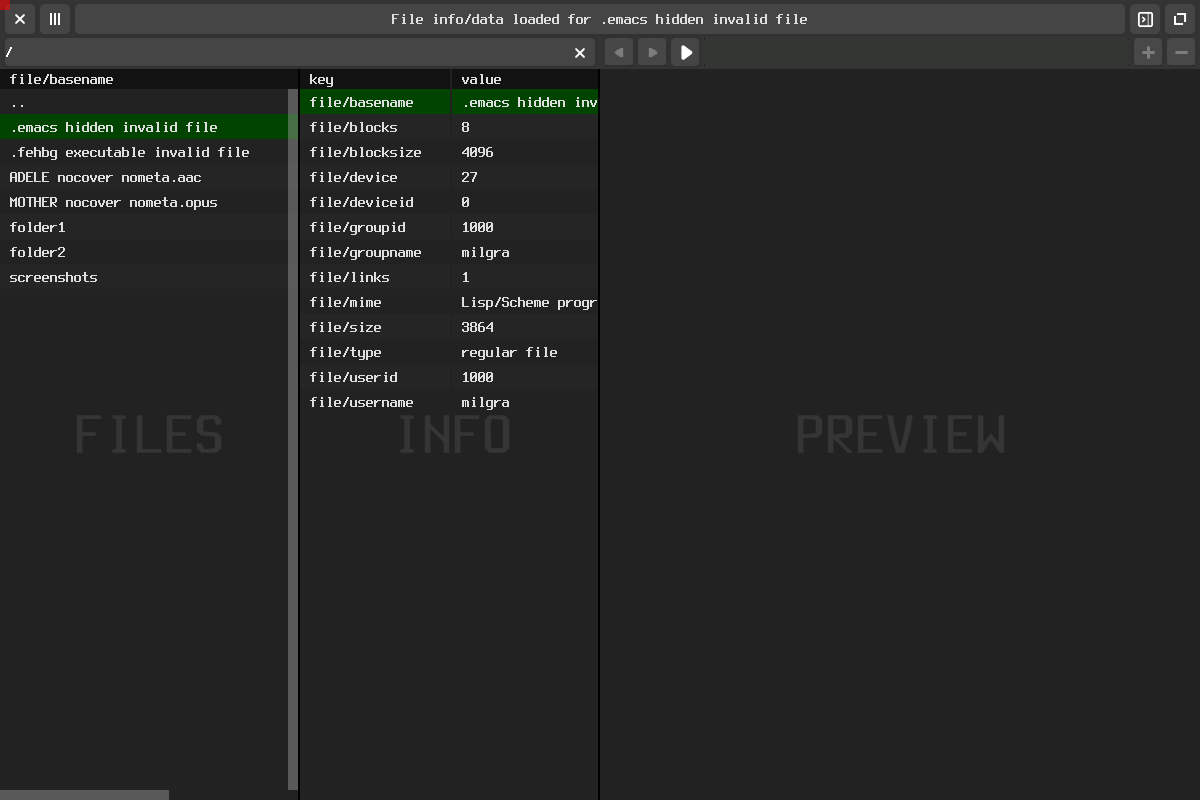 File info/data loaded for .emacs hidden invalid file
/
file/basename
..
.emacs hidden invalid file
.fehbg executable invalid file
ADELE nocover nometa.aac
MOTHER nocover nometa.opus
folder1
folder2
screenshots
FILES
key value
file/basename .emacs hidden inv
file/blocks 8
file/blocksize 4096
file/device 27
file/deviceid 0
file/groupid 1000
file/groupname milgra
file/links 1
file/mime Lisp/Scheme progr
file/size 3864
file/type regular file
file/userid 1000
file/username milgra
INFO
PREVIEW